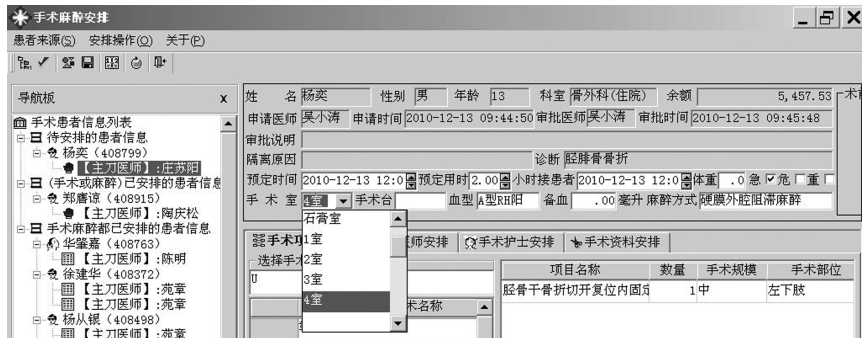 手术麻醉安排
患者来源(S) 安排操作(O) 关于(P)
导航板 x
手术患者信息列表
待安排的患者信息
杨奕 (408799)
【主刀医师】:庄苏阳
(手术或麻醉)已安排的患者信息
郑膺谅 (408915)
【主刀医师】:陶庆松
手术麻醉都已安排的患者信息
华肇嘉 (408763)
【主刀医师】:陈明
徐建华 (408372)
【主刀医师】:苑章
【主刀医师】:苑章
杨从银 (408498)
【主刀医师】:苑章
姓 名 杨奕 性别 男 年龄 13 科室 骨外科(住院) 余额 5,457.53
申请医师 吴小涛 申请时间 2010-12-13 09:44:50 审批医师 吴小涛 审批时间 2010-12-13 09:45:48
审批说明
隔离原因 诊断 胫腓骨骨折
预定时间 2010-12-13 12:0 预定用时 2.00 小时 接患者 2010-12-13 12:0 体重 .0 急 危 重
手 术 室 4室 手术台 血型 A型RH阳 备血 .00 毫升 麻醉方式 硬膜外腔阻滞麻醉
石膏室
1室
2室
3室
4室
手术项 医师安排 手术护士安排 手术资料安排
选择手
U
术名称
项目名称 数量 手术规模 手术部位
胫骨干骨折切开复位内固定 1 中 左下肢